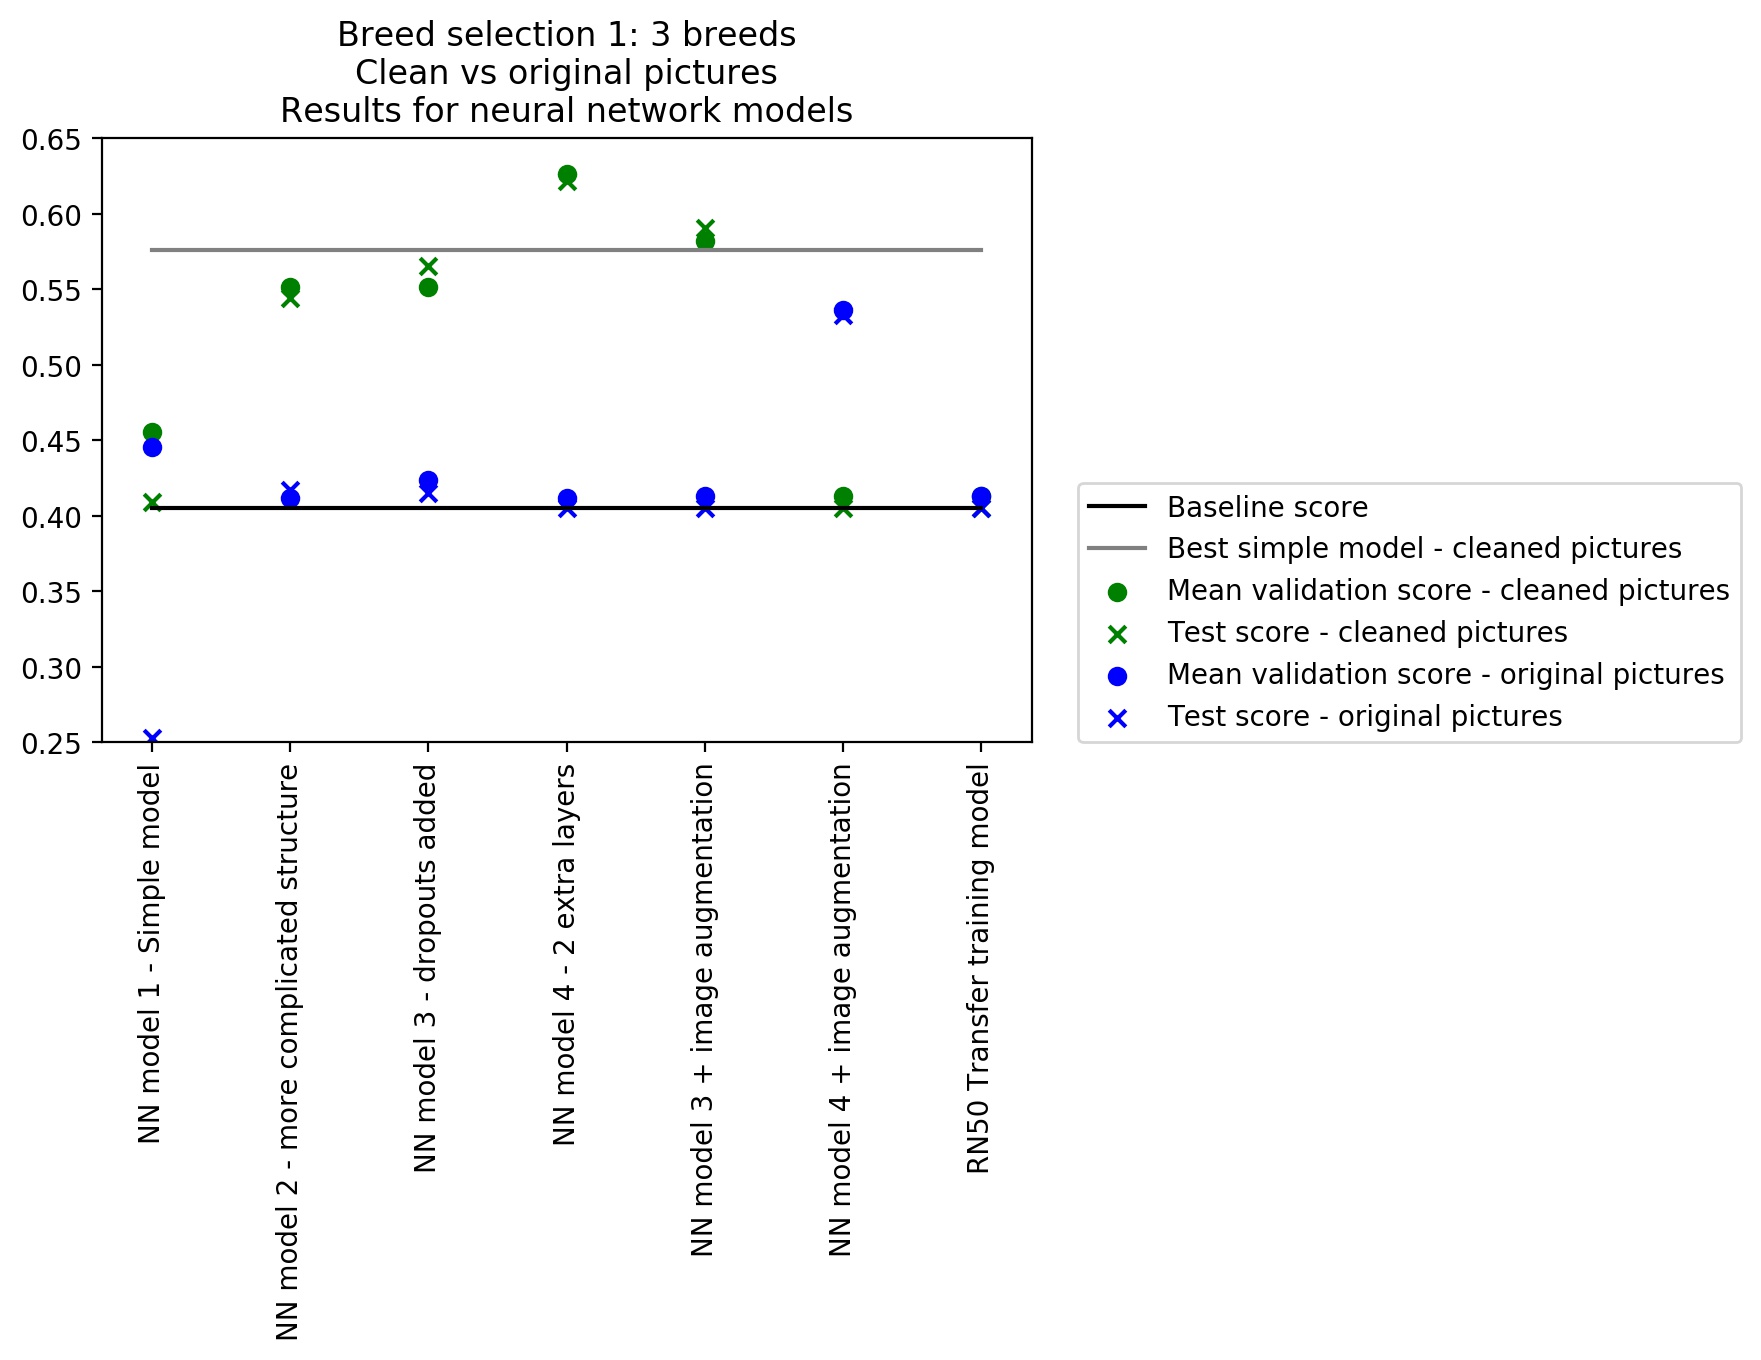 Breed selection 1: 3 breeds
Clean vs original pictures
Results for neural network models
0.65
0.60
0.55
0.50
0.45
0.40
0.35
0.30
0.25
NN model 1 - Simple model
NN model 2 - more complicated structure
NN model 3 - dropouts added
NN model 4 - 2 extra layers
NN model 3 + image augmentation
NN model 4 + image augmentation
RN50 Transfer training model
Baseline score
Best simple model - cleaned pictures
Mean validation score - cleaned pictures
Test score - cleaned pictures
Mean validation score - original pictures
Test score - original pictures